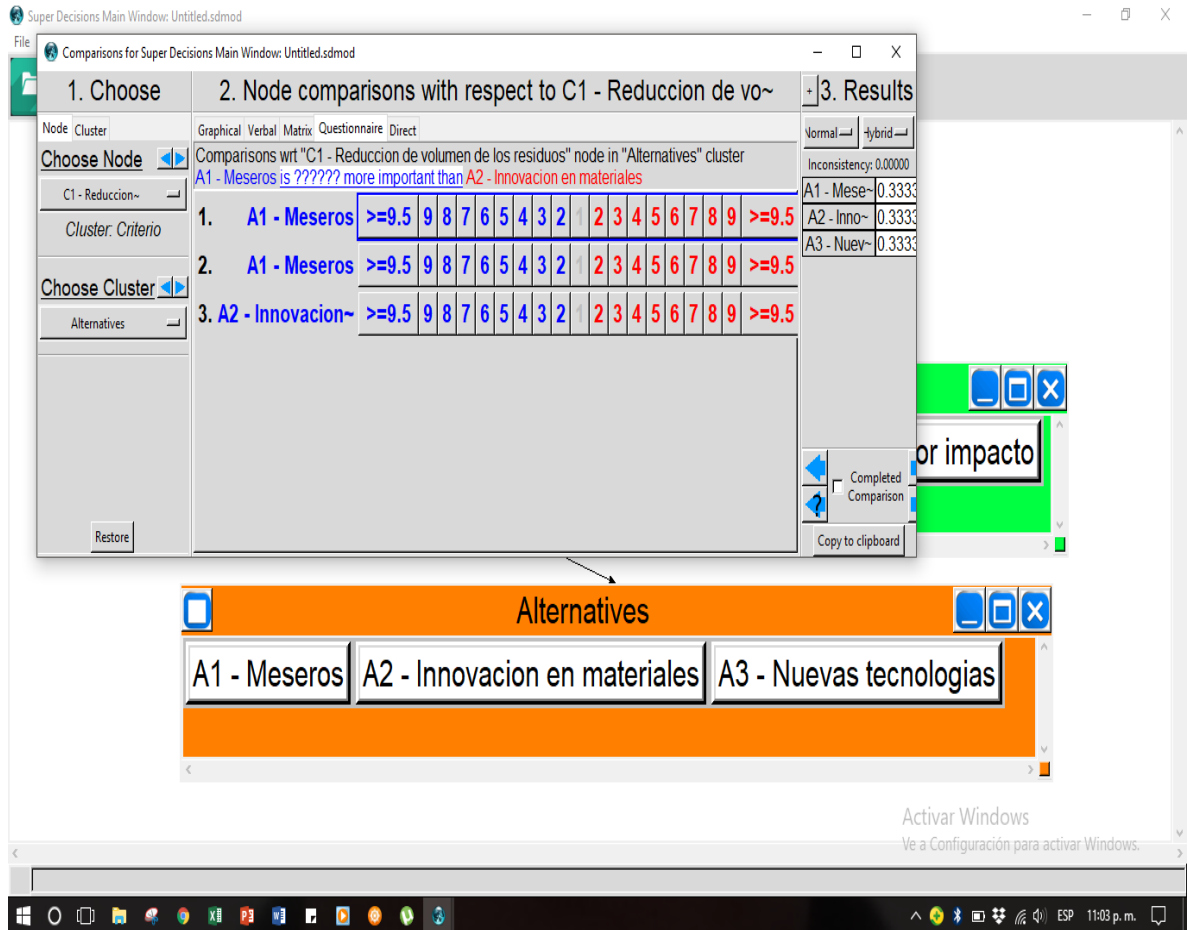 Super Decisions Main Window: Untitled.sdmod
File
Comparisons for Super Decisions Main Window: Untitled.sdmod
1. Choose
2. Node comparisons with respect to C1 - Reduccion de vo~
+ 3. Results
Node Cluster
Graphical Verbal Matrix Questionnaire Direct
Normal Hybrid
Choose Node
Comparisons wrt "C1 - Reduccion de volumen de los residuos" node in "Alternatives" cluster
A1 - Meseros is ?????? more important than A2 - Innovacion en materiales
Inconsistency: 0.00000
C1 - Reduccion~
Cluster: Criterio
A1 - Mese~ 0.3333
A2 - Inno~ 0.3333
A3 - Nuev~ 0.3333
1. A1 - Meseros >=9.5 9 8 7 6 5 4 3 2 1 2 3 4 5 6 7 8 9 >=9.5
2. A1 - Meseros >=9.5 9 8 7 6 5 4 3 2 1 2 3 4 5 6 7 8 9 >=9.5
3. A2 - Innovacion~ >=9.5 9 8 7 6 5 4 3 2 1 2 3 4 5 6 7 8 9 >=9.5
Choose Cluster
Alternatives
or impacto
Completed
Comparison
?
Restore
Copy to clipboard
Alternatives
A1 - Meseros A2 - Innovacion en materiales A3 - Nuevas tecnologias
Activar Windows
Ve a Configuración para activar Windows.
ESP 11:03 p. m.